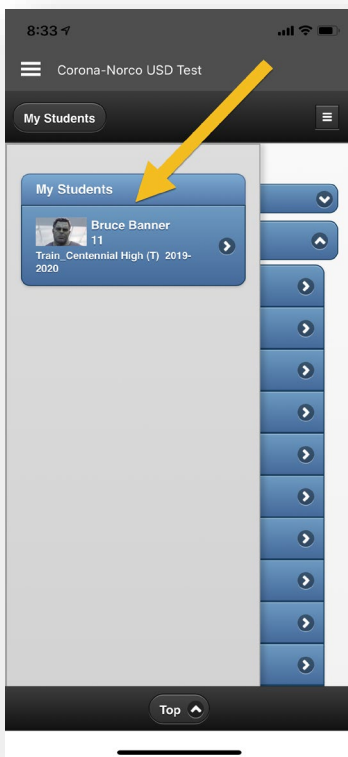 8:33
Corona-Norco USD Test
My Students
My Students
Bruce Banner
11
Train_Centennial High (T) 2019-
2020
Top